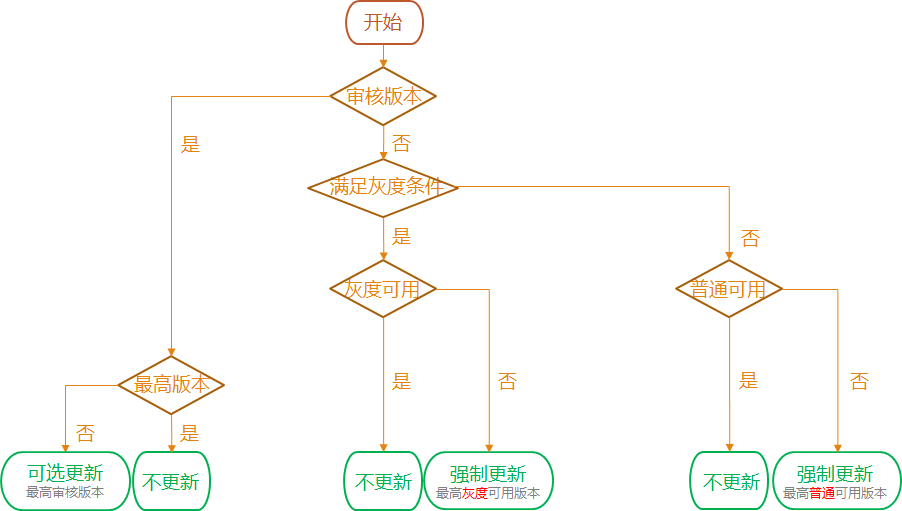 开始
审核版本
是
否
满足灰度条件
是
否
灰度可用
普通可用
最高版本
是
否
是
否
否
是
可选更新
最高审核版本
不更新
不更新
强制更新
最高灰度可用版本
不更新
强制更新
最高普通可用版本